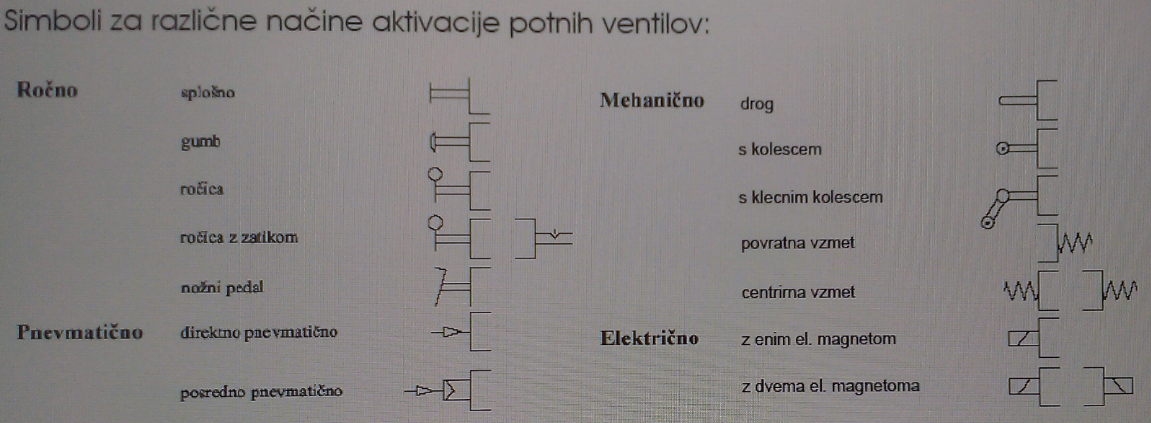 Simboli za različne načine aktivacije potnih ventilov:
Ročno
splošno
gumb
ročica
ročica z zatikom
nožni pedal
Pnevmatično
direktno pnevmatično
posredno pnevmatično
Mehanično
drog
s kolescem
s klecnim kolescem
povratna vzmet
centrirna vzmet
Električno
z enim el. magnetom
z dvema el. magnetoma